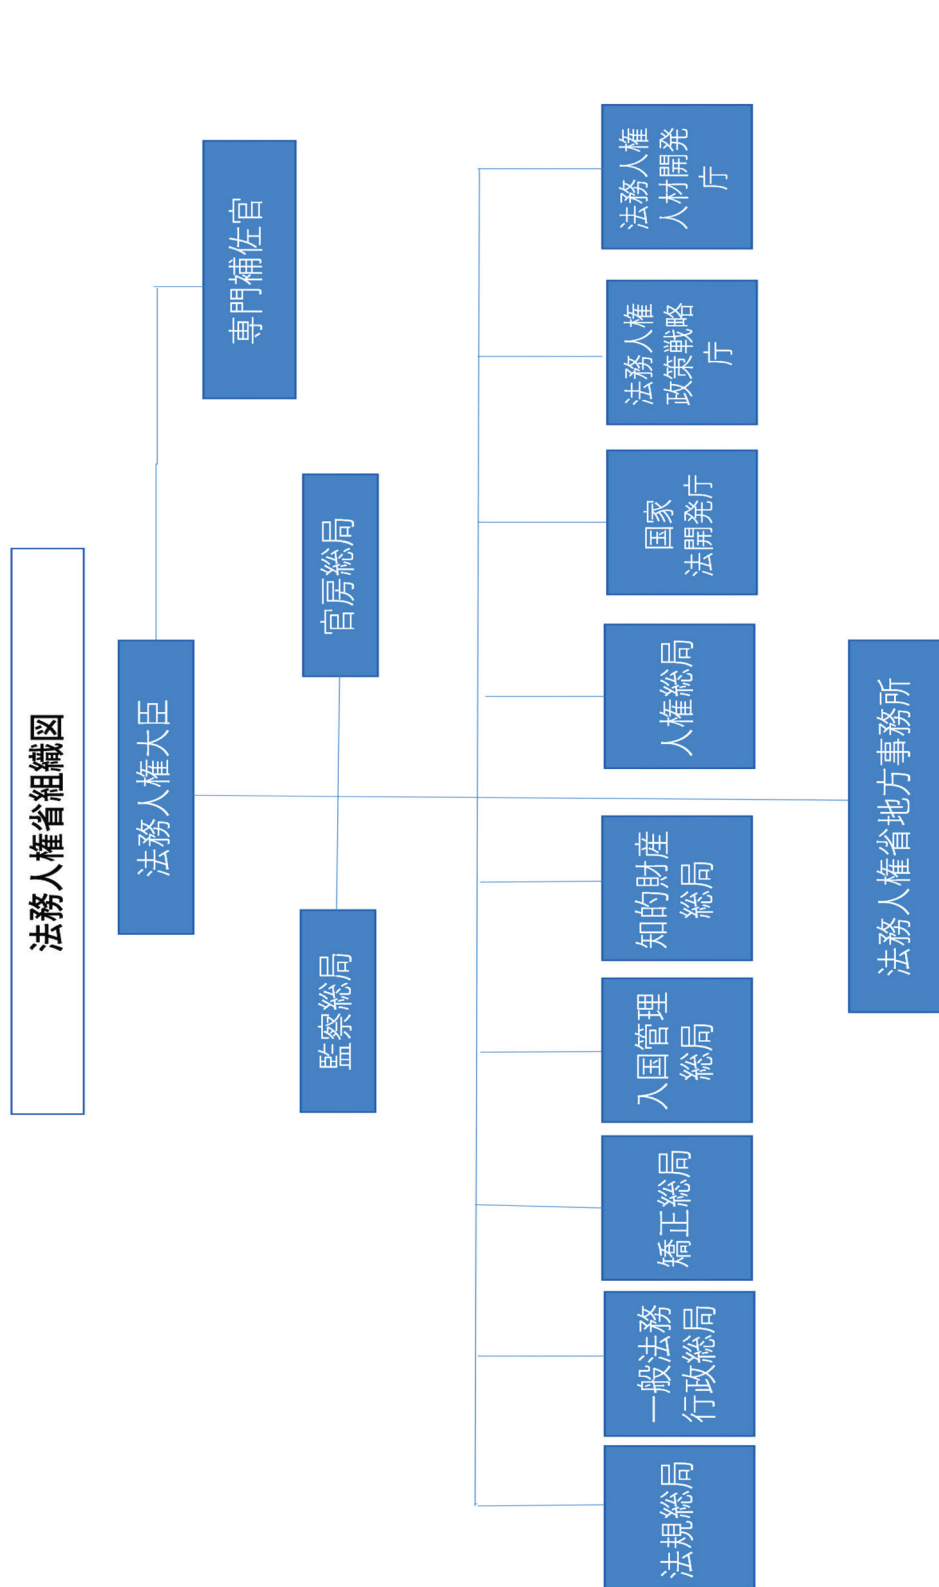 法務人権省組織図
法務人権大臣
専門補佐官
監察総局
官房総局
法規総局
一般法務
行政総局
矯正総局
入国管理
総局
知的財産
総局
人権総局
国家
法開発庁
法務人権
政策戦略
庁
法務人権
人材開発
庁
法務人権省地方事務所